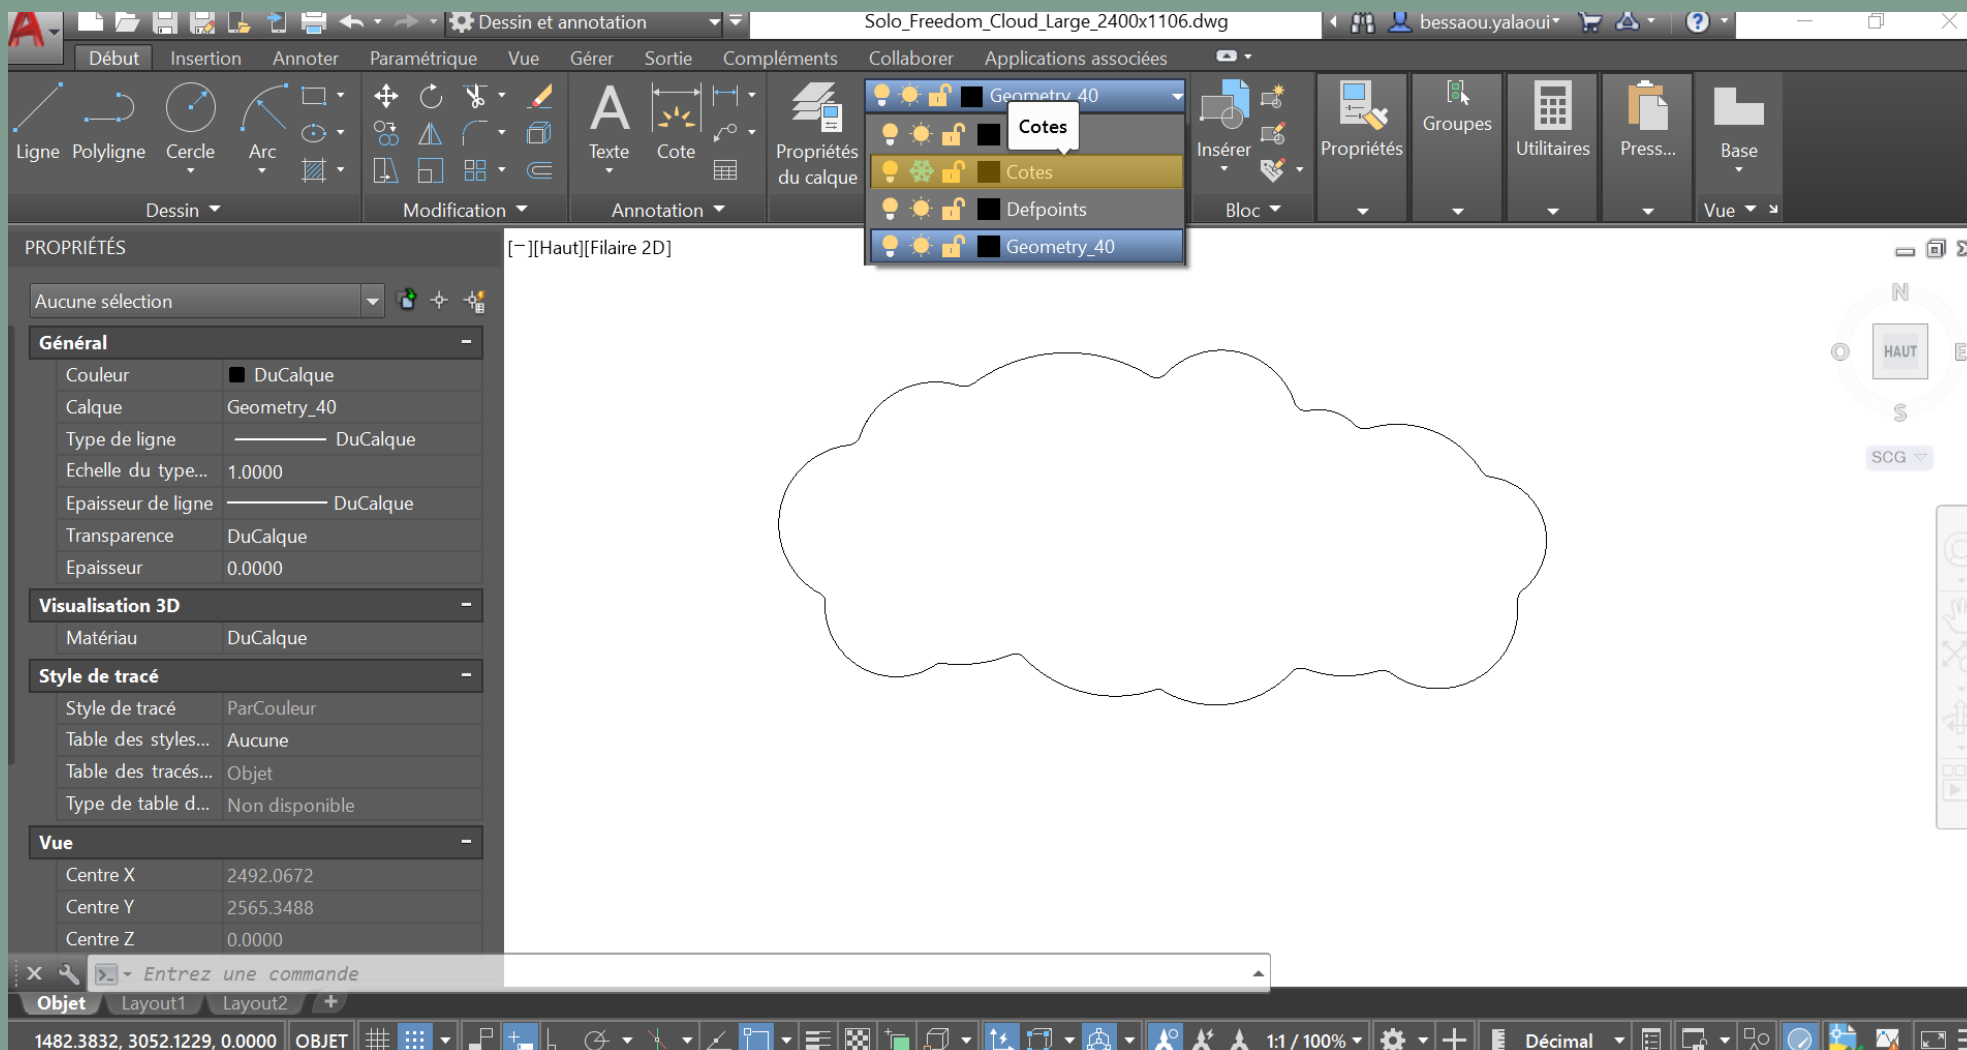 Dessin et annotation
Solo_Freedom_Cloud_Large_2400x1106.dwg
bessaou.yalaoui
Début Insertion Annoter Paramétrique Vue Gérer Sortie Compléments Collaborer Applications associées
Geometry_40
Cotes
Ligne Polyligne Cercle Arc
Texte Cote
Propriétés
du calque
Insérer
Propriétés
Groupes
Utilitaires
Press...
Base
Cotes
Defpoints
Geometry_40
Dessin Modification Annotation Bloc Vue
PROPRIÉTÉS
[−][Haut][Filaire 2D]
Aucune sélection
Général
Couleur DuCalque
Calque Geometry_40
Type de ligne DuCalque
Echelle du type... 1.0000
Epaisseur de ligne DuCalque
Transparence DuCalque
Epaisseur 0.0000
Visualisation 3D
Matériau DuCalque
Style de tracé
Style de tracé ParCouleur
Table des styles... Aucune
Table des tracés... Objet
Type de table d... Non disponible
Vue
Centre X 2492.0672
Centre Y 2565.3488
Centre Z 0.0000
N
O HAUT E
S
SCG
Entrez une commande
Objet Layout1 Layout2 +
1482.3832, 3052.1229, 0.0000 OBJET 1:1 / 100% Décimal